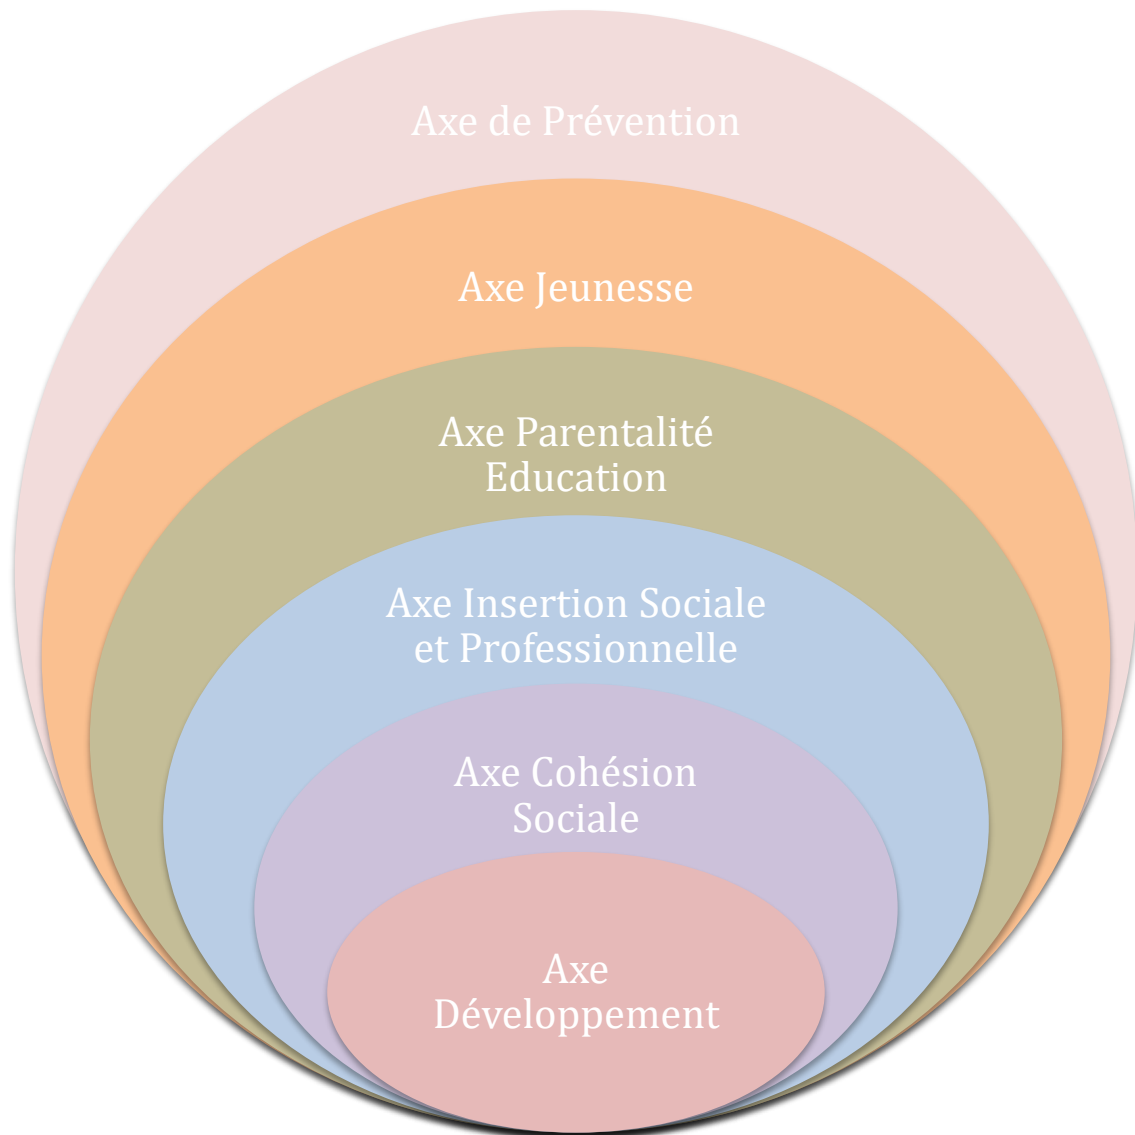 Axe de Prévention
Axe Jeunesse
Axe Parentalité
Education
Axe Insertion Sociale
et Professionnelle
Axe Cohésion
Sociale
Axe
Développement